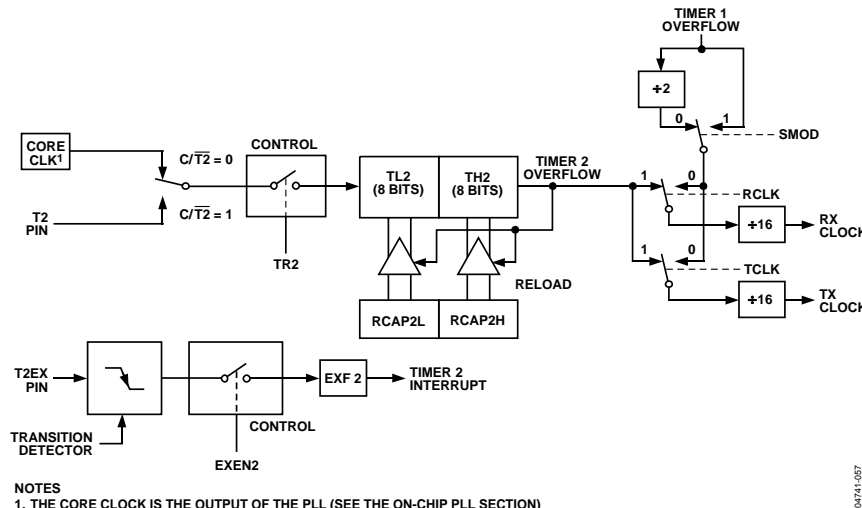 TIMER 1
OVERFLOW
÷2
0
1
SMOD
CORE
CLK1
C/T2 = 0
CONTROL
TL2
(8 BITS)
TH2
(8 BITS)
TIMER 2
OVERFLOW
1
0
RCLK
T2
PIN
C/T2 = 1
÷16
RX
CLOCK
TR2
1
0
RELOAD
TCLK
÷16
TX
CLOCK
RCAP2L
RCAP2H
T2EX
PIN
EXF 2
TIMER 2
INTERRUPT
CONTROL
TRANSITION
DETECTOR
EXEN2
NOTES
1. THE CORE CLOCK IS THE OUTPUT OF THE PLL (SEE THE ON-CHIP PLL SECTION)
04741-057